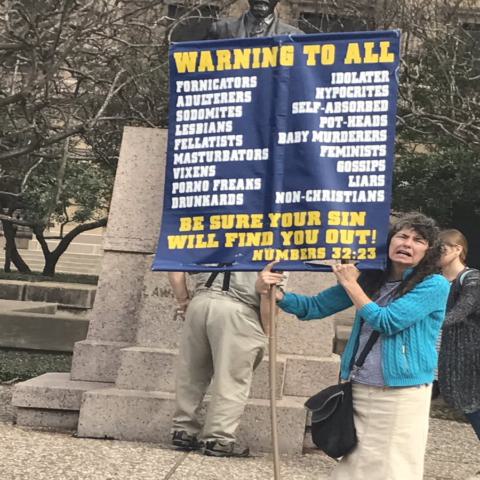 WARNING TO ALL
FORNICATORS
ADULTERERS
SODOMITES
LESBIANS
FELLATISTS
MASTURBATORS
VIXENS
PORNO FREAKS
DRUNKARDS
IDOLATER
HYPOCRITES
SELF-ABSORBED
POT-HEADS
BABY MURDERERS
FEMINISTS
GOSSIPS
LIARS
NON-CHRISTIANS
BE SURE YOUR SIN
WILL FIND YOU OUT!
NUMBERS 32:23